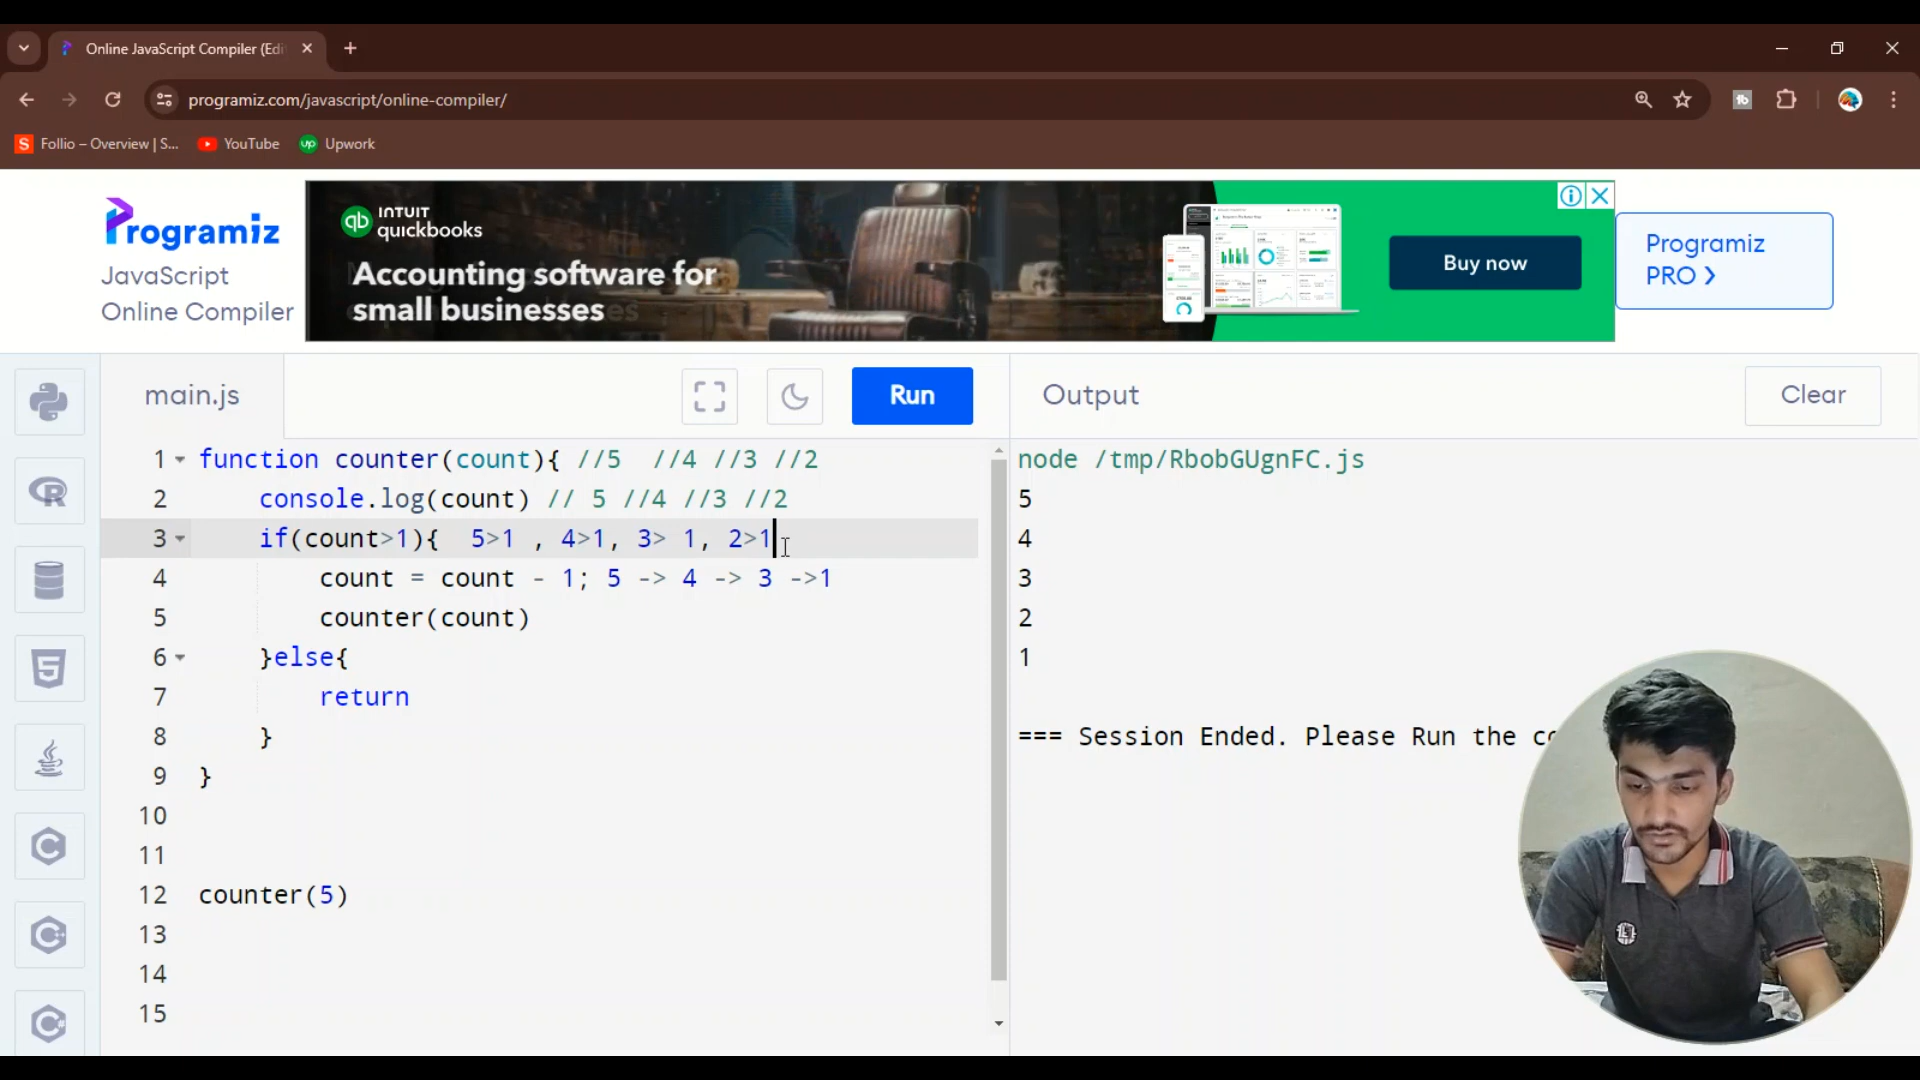 Online JavaScript Compiler (Edi
programiz.com/javascript/online-compiler/
Follio – Overview | S... YouTube Upwork
Programiz
JavaScript
Online Compiler
INTUIT
quickbooks
Accounting software for
small businesses
Buy now
Programiz
PRO ❯
main.js
Run
Output
Clear
1 function counter(count){ //5 //4 //3 //2
2 console.log(count) // 5 //4 //3 //2
3 if(count>1){ 5>1 , 4>1, 3> 1, 2>1
4 count = count - 1; 5 -> 4 -> 3 ->1
5 counter(count)
6 }else{
7 return
8 }
9 }
10
11
12 counter(5)
13
14
15
node /tmp/RbobGUgnFC.js
5
4
3
2
1
=== Session Ended. Please Run the